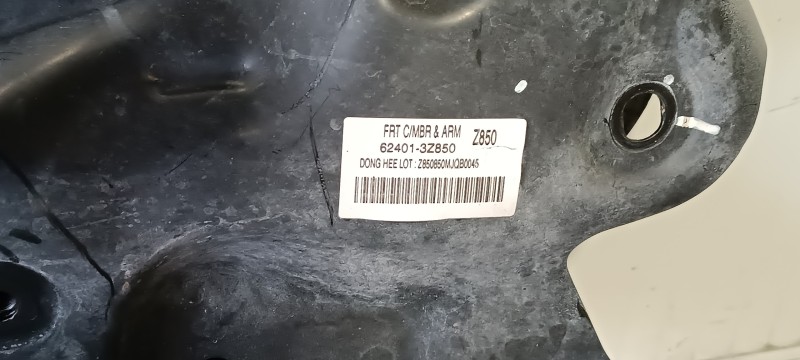 FRT C/MBR & ARM Z850
62401-3Z850
DONG HEE LOT : Z850850MJQB0045